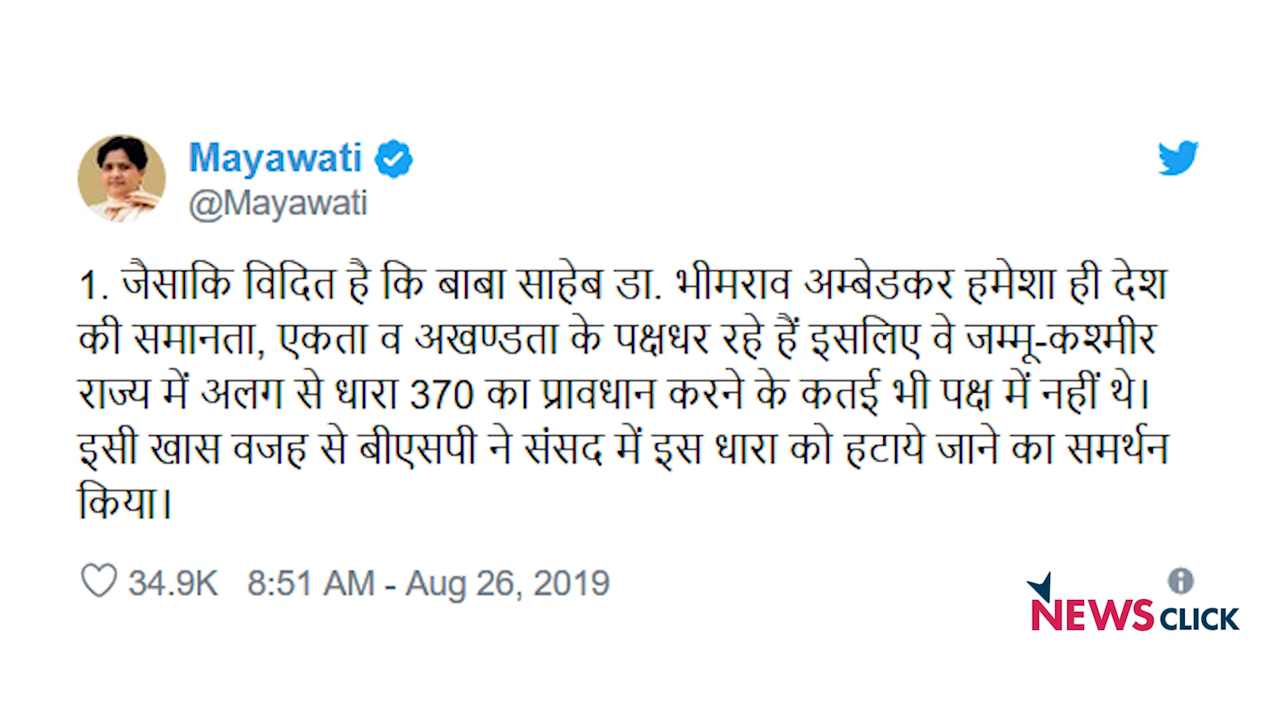 Mayawati
@Mayawati
1. जैसाकि विदित है कि बाबा साहेब डा. भीमराव अम्बेडकर हमेशा ही देश
की समानता, एकता व अखण्डता के पक्षधर रहे हैं इसलिए वे जम्मू-कश्मीर
राज्य में अलग से धारा 370 का प्रावधान करने के कतई भी पक्ष में नहीं थे।
इसी खास वजह से बीएसपी ने संसद में इस धारा को हटाये जाने का समर्थन
किया।
34.9K 8:51 AM - Aug 26, 2019
NEWS CLICK